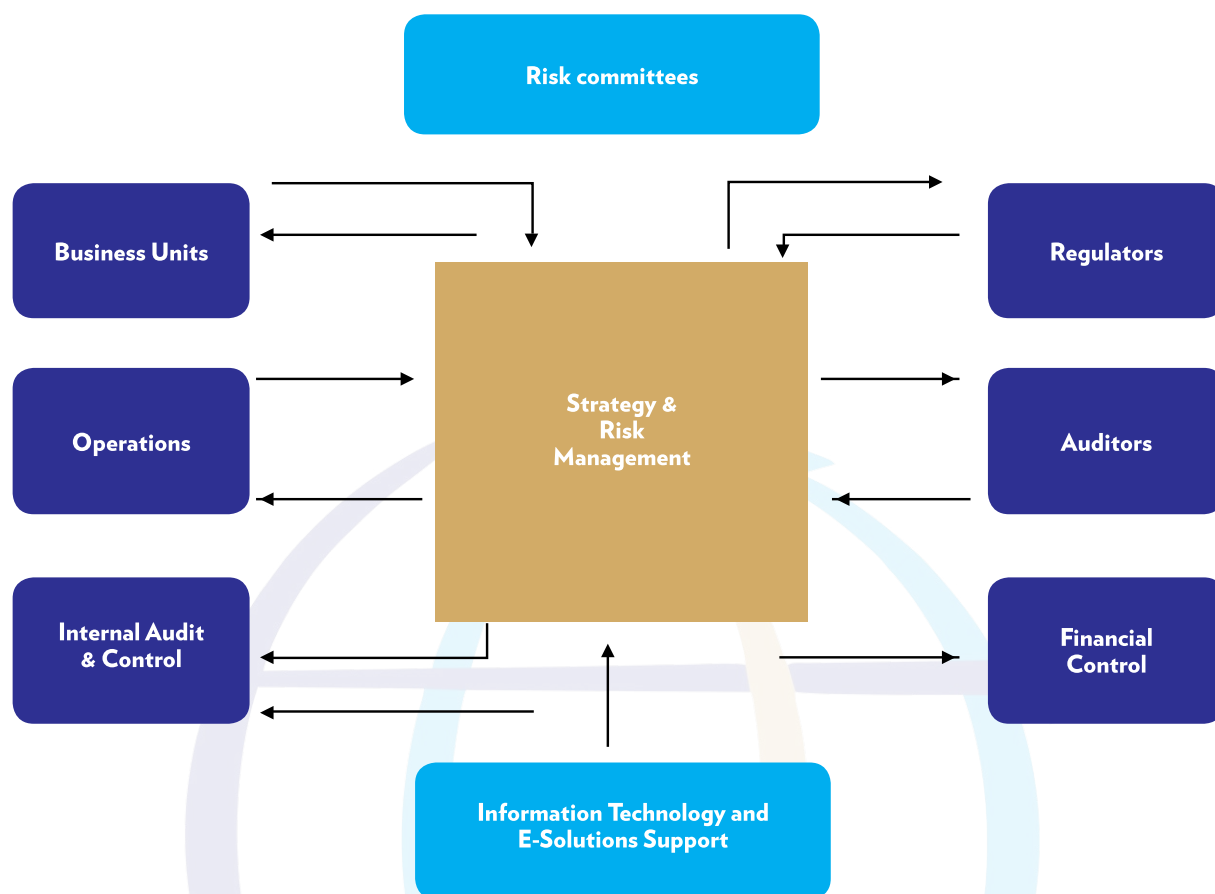 Risk committees
Business Units
Regulators
Strategy &
Risk
Management
Operations
Auditors
Internal Audit
& Control
Financial
Control
Information Technology and
E-Solutions Support